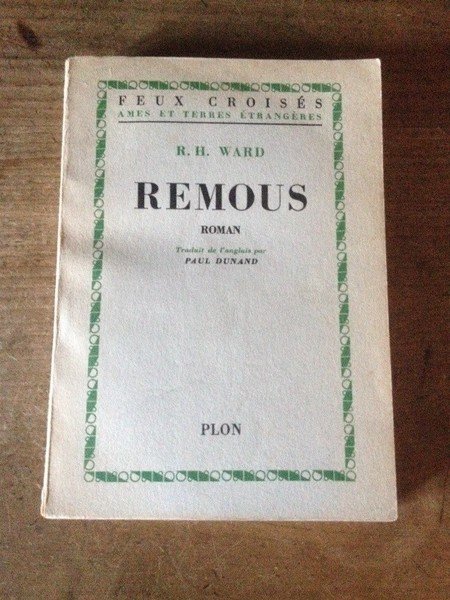 FEUX CROISÉS
AMES ET TERRES ÉTRANGÈRES
R. H. WARD
REMOUS
ROMAN
Traduit de l'anglais par
PAUL DUNAND
PLON